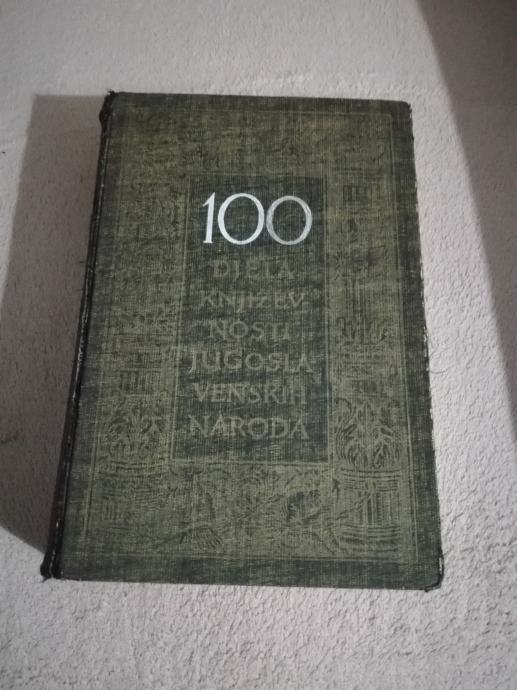 100
DJELA
KNJIŽEV
NOSTI
JUGOSLA
VENSKIH
NARODA